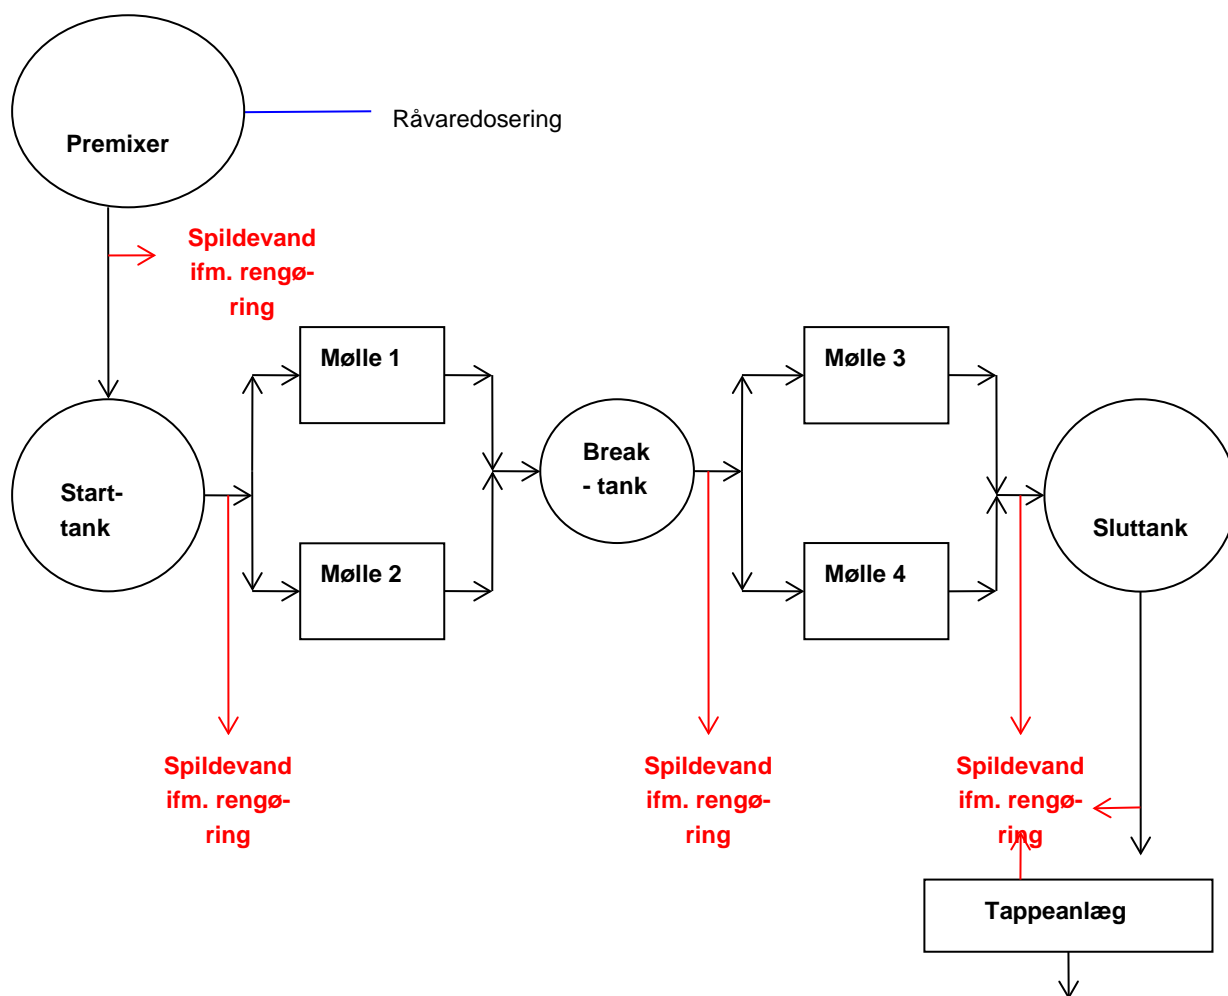 Premixer
Råvaredosering
Spildevand
ifm. rengø-
ring
Mølle 1
Mølle 3
Start-
tank
Break
- tank
Sluttank
Mølle 2
Mølle 4
Spildevand
ifm. rengø-
ring
Spildevand
ifm. rengø-
ring
Spildevand
ifm. rengø-
ring
Tappeanlæg